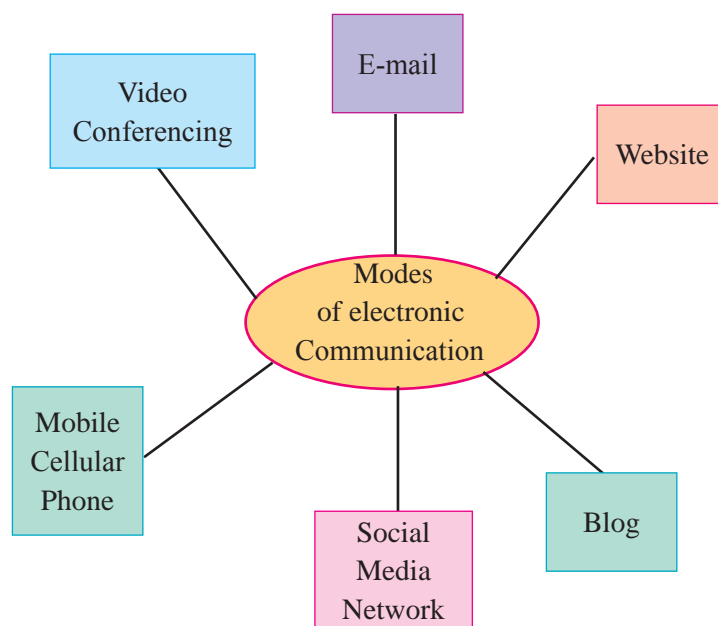 E-mail
Video
Conferencing
Website
Modes
of electronic
Communication
Mobile
Cellular
Phone
Social
Media
Network
Blog